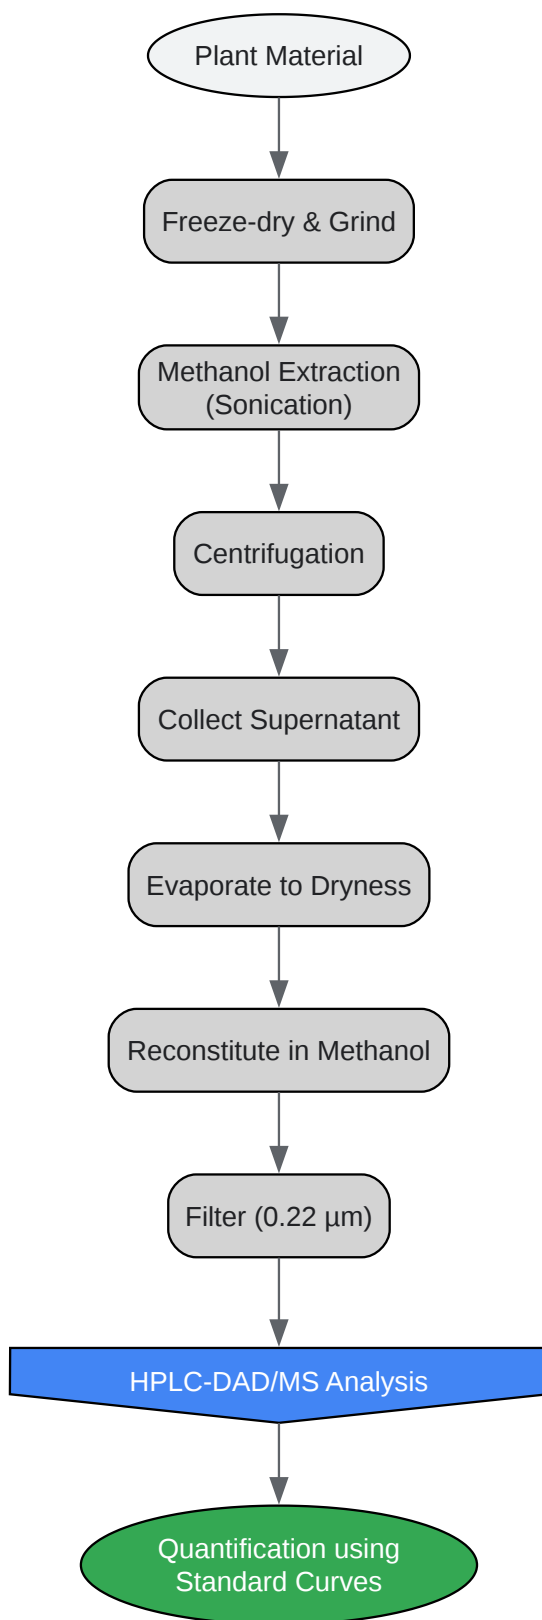 Plant Material
Freeze-dry & Grind
Methanol Extraction
(Sonication)
Centrifugation
Collect Supernatant
Evaporate to Dryness
Reconstitute in Methanol
Filter (0.22 µm)
HPLC-DAD/MS Analysis
Quantification using
Standard Curves